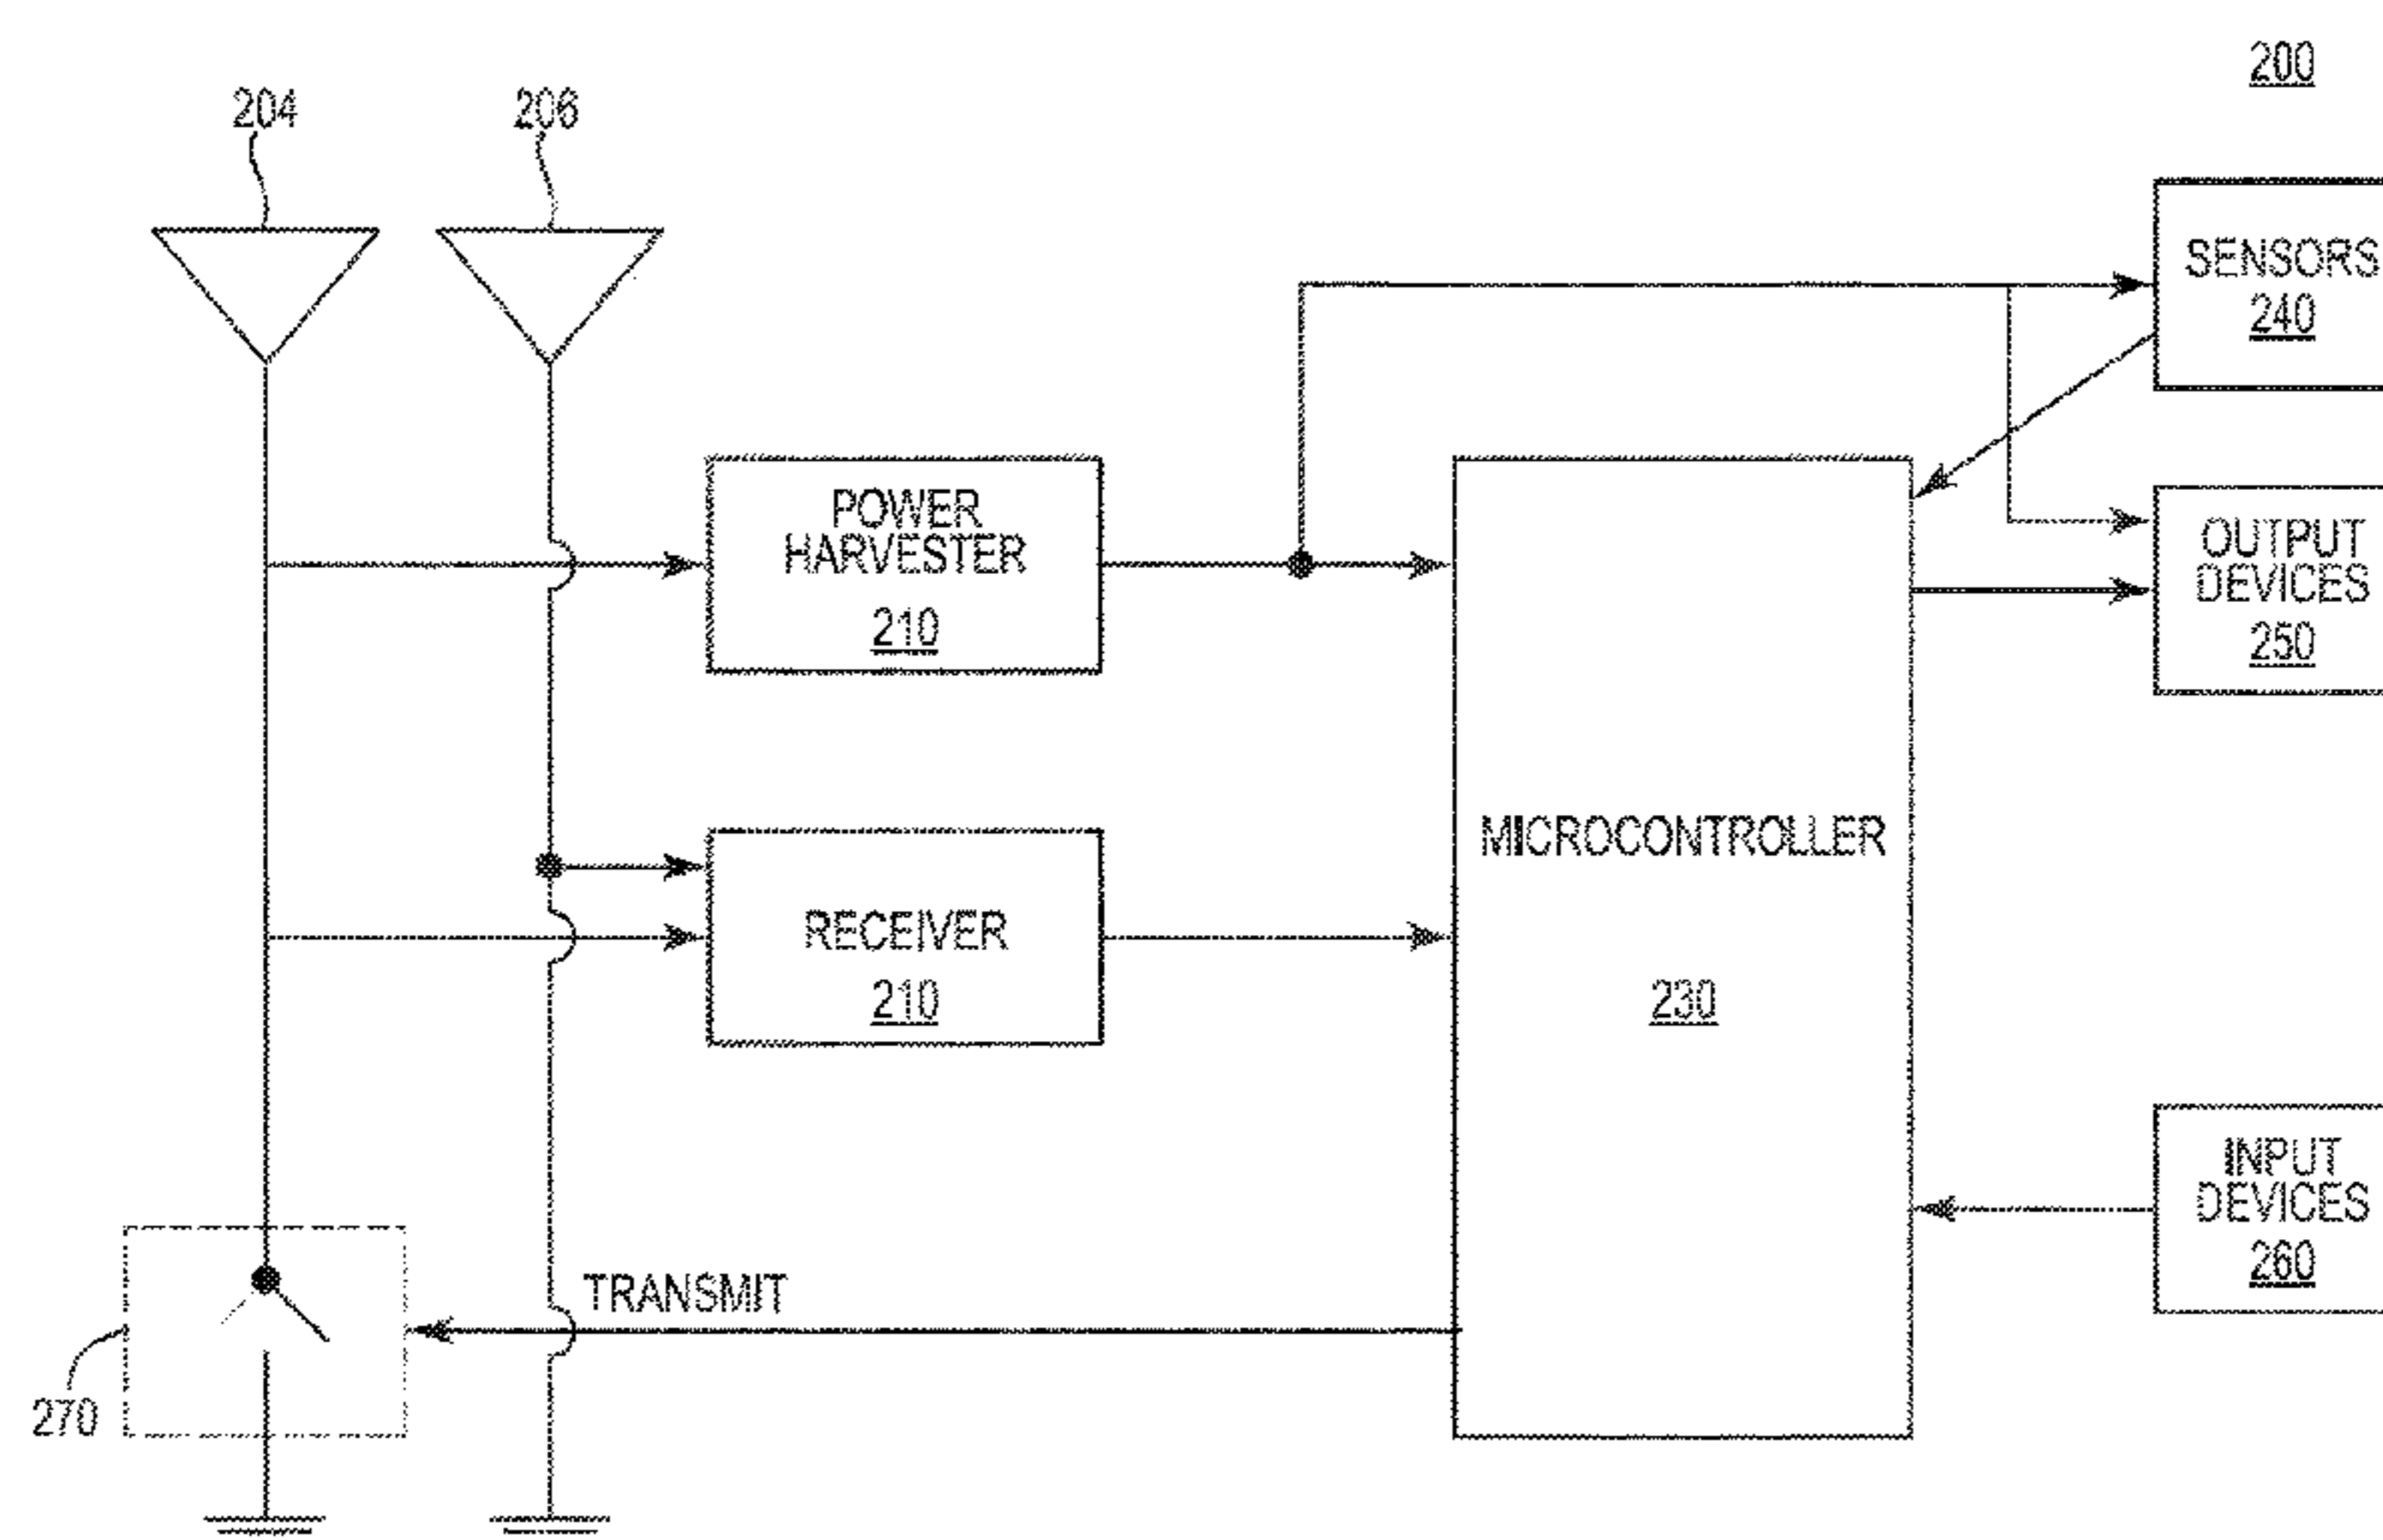 200
204
206
SENSORS
240
POWER
HARVESTER
210
OUTPUT
DEVICES
250
MICROCONTROLLER
230
RECEIVER
210
INPUT
DEVICES
260
TRANSMIT
270